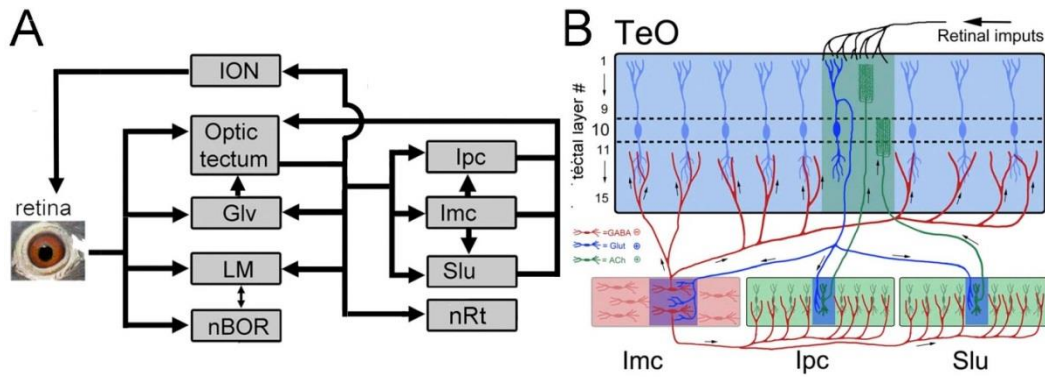 A
ION
Optic
tectum
Ipc
retina
Glv
Imc
LM
Slu
nBOR
nRt
B TeO
Retinal imputs
tectal layer #
1
9
10
11
15
=GABA
= Glut
= ACh
Imc
Ipc
Slu